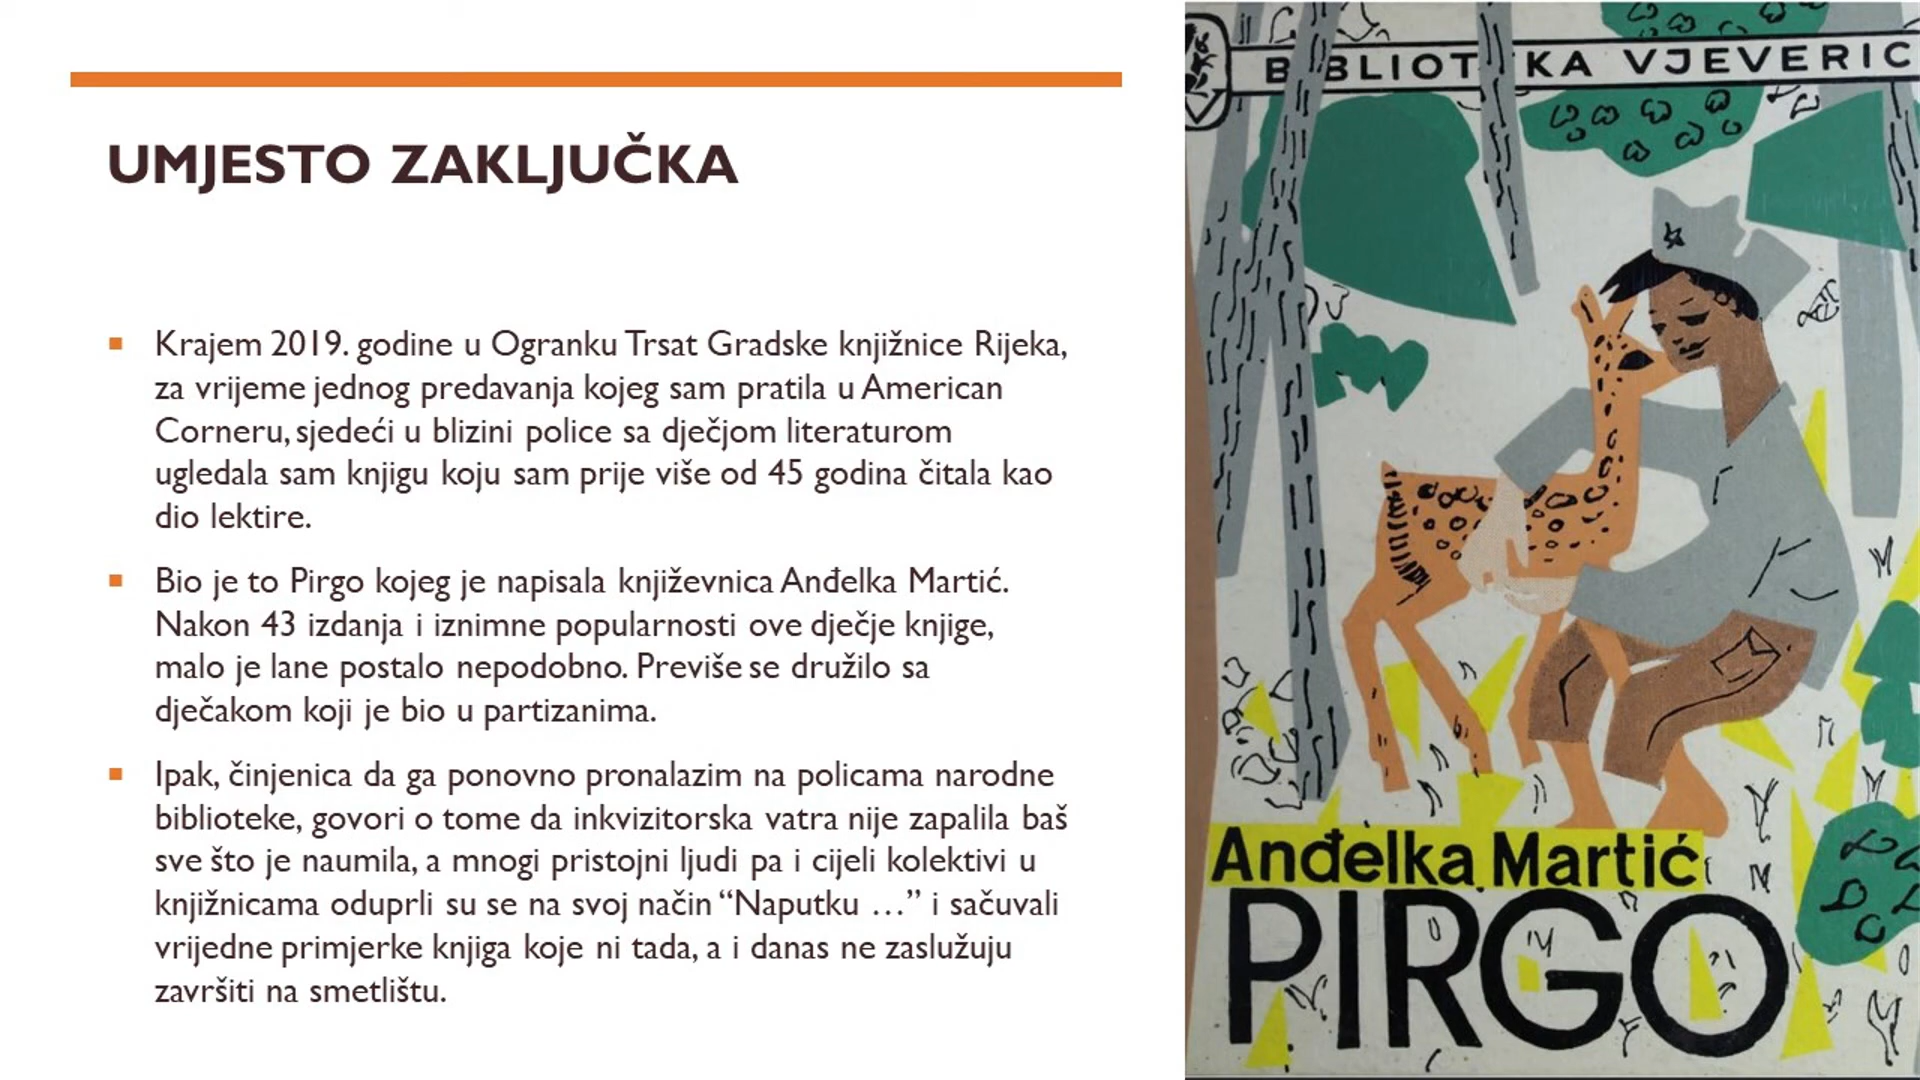 UMJESTO ZAKLJUČKA
Krajem 2019. godine u Ogranku Trsat Gradske knjižnice Rijeka,
za vrijeme jednog predavanja kojeg sam pratila u American
Corneru, sjedeći u blizini police sa dječjom literaturom
ugledala sam knjigu koju sam prije više od 45 godina čitala kao
dio lektire.
Bio je to Pirgo kojeg je napisala književnica Anđelka Martić.
Nakon 43 izdanja i iznimne popularnosti ove dječje knjige,
malo je lane postalo nepodobno. Previše se družilo sa
dječakom koji je bio u partizanima.
Ipak, činjenica da ga ponovno pronalazim na policama narodne
biblioteke, govori o tome da inkvizitorska vatra nije zapalila baš
sve što je naumila, a mnogi pristojni ljudi pa i cijeli kolektivi u
knjižnicama oduprli su se na svoj način “Naputku …” i sačuvali
vrijedne primjerke knjiga koje ni tada, a i danas ne zaslužuju
završiti na smetlištu.
BIBLIOTEKA VJEVERIC
Anđelka Martić
PIRGO